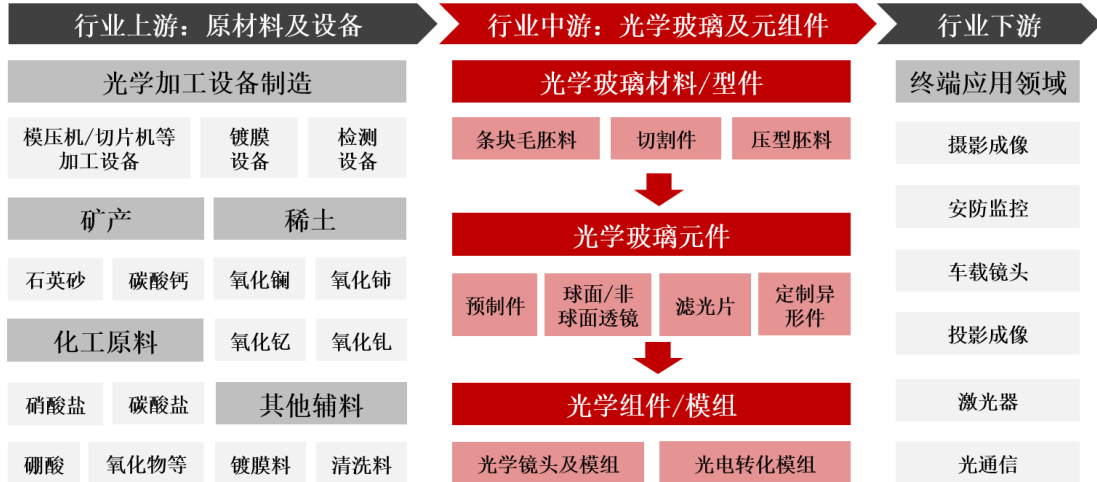 行业上游：原材料及设备
光学加工设备制造
模压机/切片机等
加工设备
镀膜
设备
检测
设备
矿产
稀土
石英砂
碳酸钙
氧化镧
氧化铈
化工原料
氧化钇
氧化钆
硝酸盐
碳酸盐
其他辅料
硼酸
氧化物等
镀膜料
清洗料
行业中游：光学玻璃及元组件
光学玻璃材料/型件
条块毛胚料
切割件
压型胚料
光学玻璃元件
预制件
球面/非
球面透镜
滤光片
定制异
形件
光学组件/模组
光学镜头及模组
光电转化模组
行业下游
终端应用领域
摄影成像
安防监控
车载镜头
投影成像
激光器
光通信